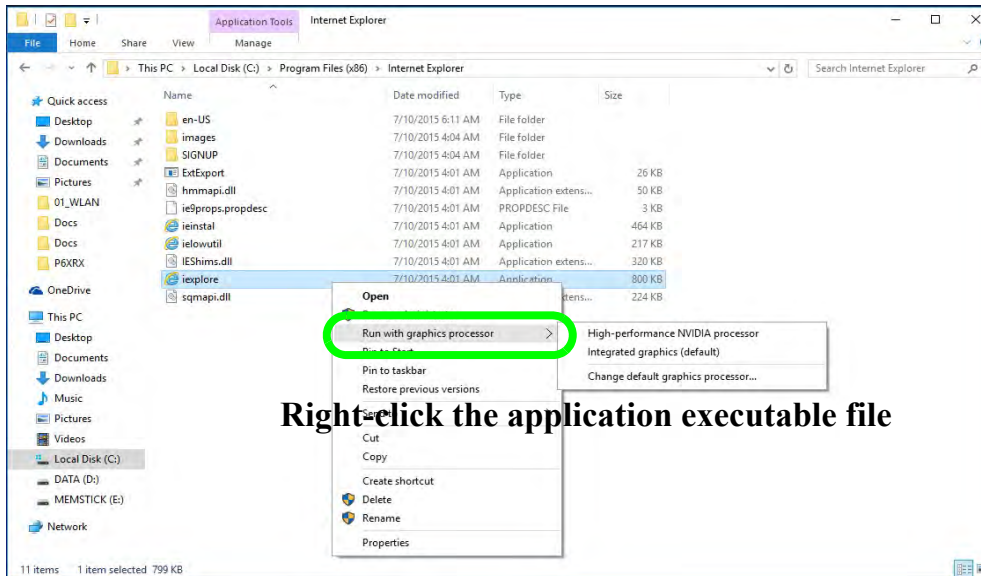 Application Tools
Internet Explorer
File Home Share View Manage
This PC > Local Disk (C:) > Program Files (x86) > Internet Explorer
Search Internet Explorer
Quick access
Desktop
Downloads
Documents
Pictures
01_WLAN
Docs
Docs
P6XRX
OneDrive
This PC
Desktop
Documents
Downloads
Music
Pictures
Videos
Local Disk (C:)
DATA (D:)
MEMSTICK (E:)
Network
Name Date modified Type Size
en-US 7/10/2015 6:11 AM File folder
images 7/10/2015 4:04 AM File folder
SIGNUP 7/10/2015 4:04 AM File folder
ExtExport 7/10/2015 4:01 AM Application 26 KB
hmmapi.dll 7/10/2015 4:01 AM Application extens... 50 KB
ie9props.propdesc 7/10/2015 4:01 AM PROPDESC File 3 KB
ieinstal 7/10/2015 4:01 AM Application 464 KB
ielowutil 7/10/2015 4:01 AM Application 217 KB
IEShims.dll 7/10/2015 4:01 AM Application extens... 320 KB
iexplore 7/10/2015 4:01 AM Application 800 KB
sqmapi.dll 224 KB
Open
Run with graphics processor
Pin to Start
Pin to taskbar
Restore previous versions
Cut
Copy
Create shortcut
Delete
Rename
Properties
High-performance NVIDIA processor
Integrated graphics (default)
Change default graphics processor...
Right-click the application executable file
11 items 1 item selected 799 KB